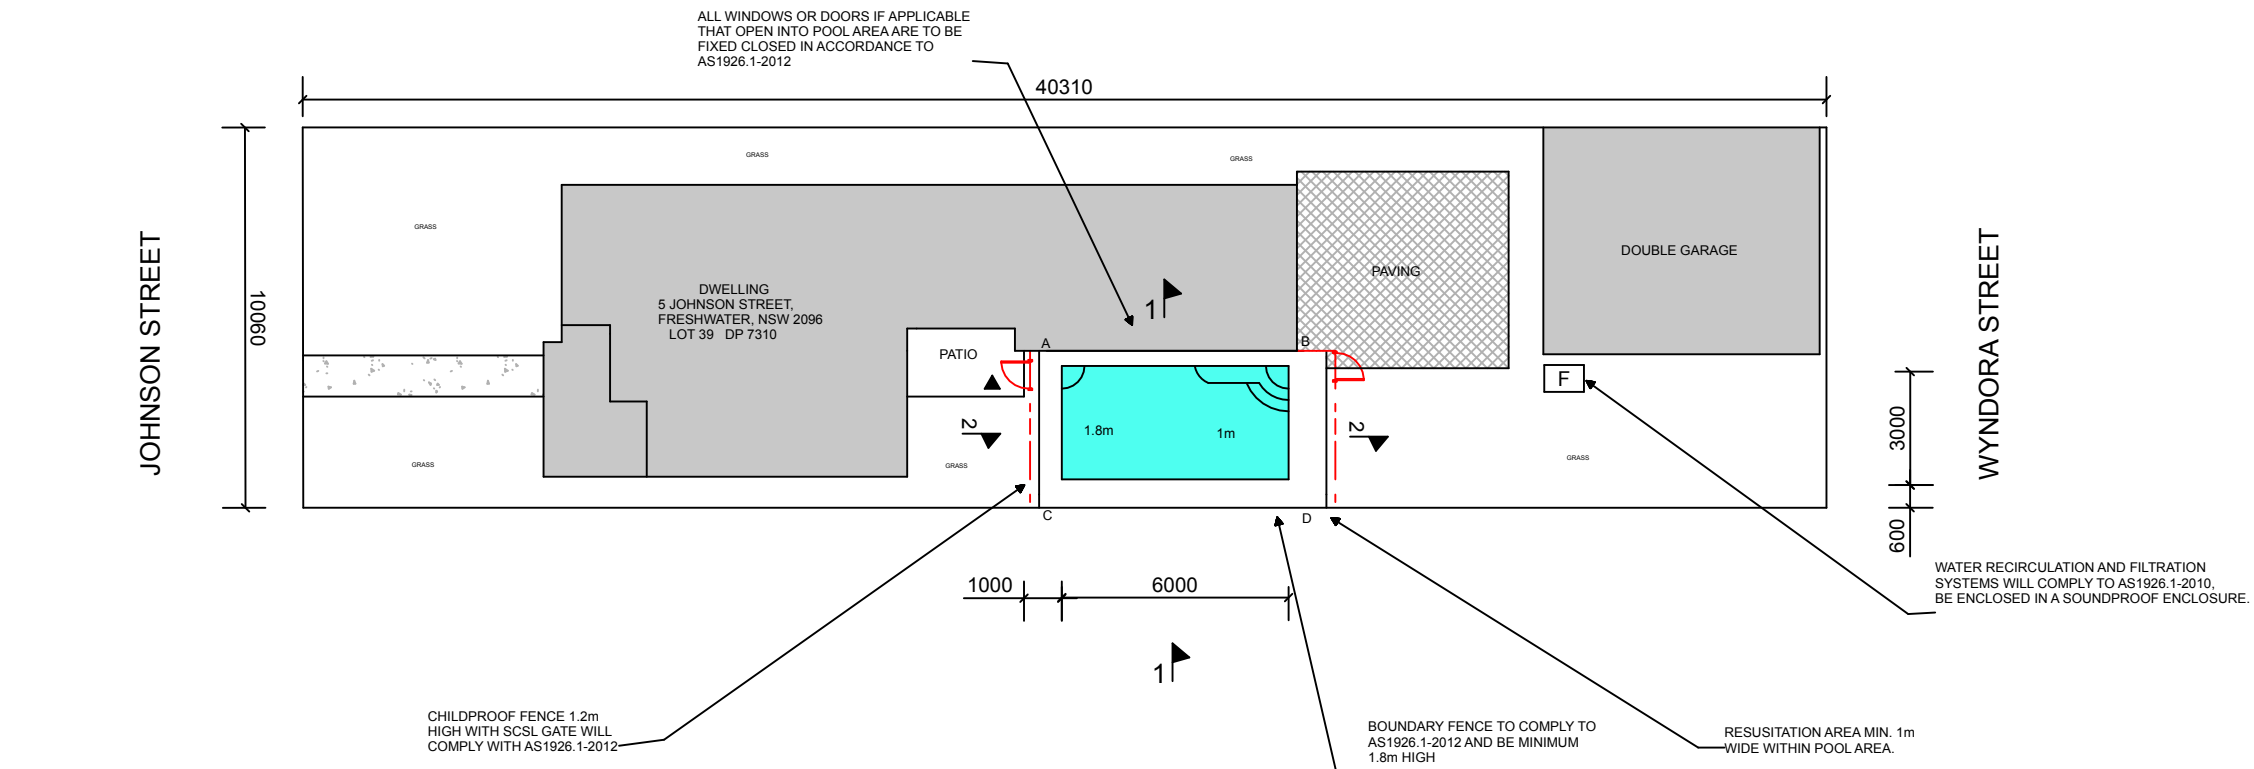 ALL WINDOWS OR DOORS IF APPLICABLE
THAT OPEN INTO POOL AREA ARE TO BE
FIXED CLOSED IN ACCORDANCE TO
AS1926.1-2012
40310
10060
JOHNSON STREET
WYNDORA STREET
GRASS
GRASS
GRASS
DWELLING
5 JOHNSON STREET,
FRESHWATER, NSW 2096
LOT 39 DP 7310
PAVING
DOUBLE GARAGE
1
A
B
PATIO
F
2
1.8m
1m
2
GRASS
GRASS
GRASS
3000
600
C
D
1000
6000
1
WATER RECIRCULATION AND FILTRATION
SYSTEMS WILL COMPLY TO AS1926.1-2010,
BE ENCLOSED IN A SOUNDPROOF ENCLOSURE.
CHILDPROOF FENCE 1.2m
HIGH WITH SCSL GATE WILL
COMPLY WITH AS1926.1-2012
BOUNDARY FENCE TO COMPLY TO
AS1926.1-2012 AND BE MINIMUM
1.8m HIGH
RESUSITATION AREA MIN. 1m
WIDE WITHIN POOL AREA.